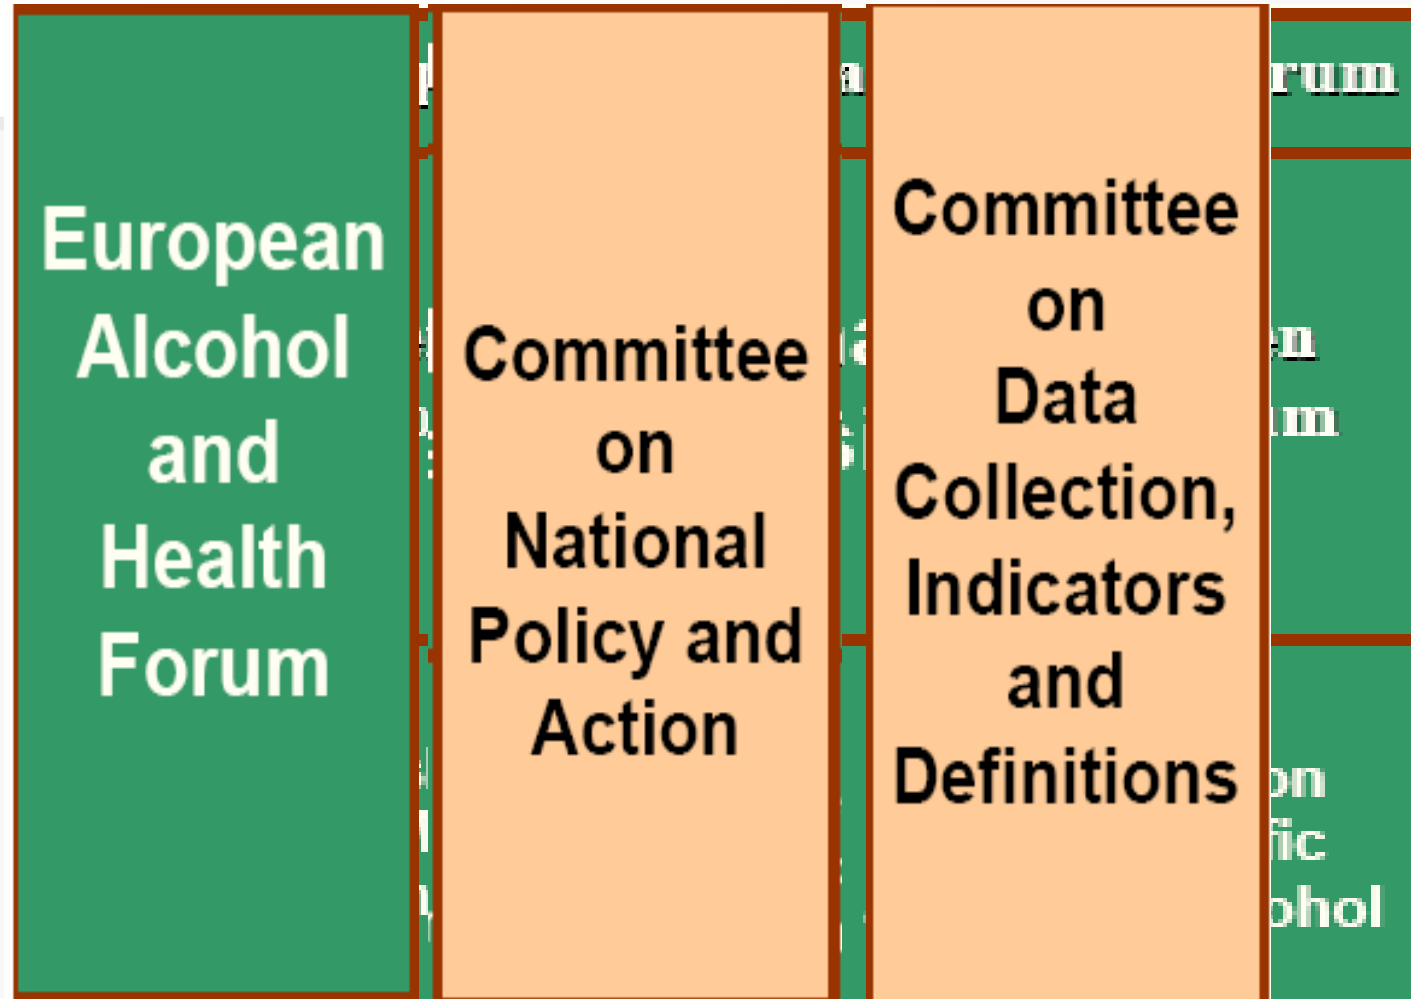 European
Alcohol
and
Health
Forum
Committee
on
National
Policy and
Action
Committee
on
Data
Collection,
Indicators
and
Definitions